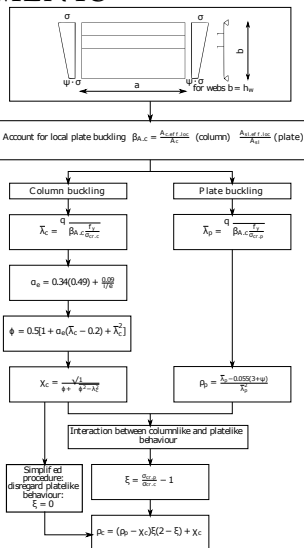 σ
σ
b
ψ·σ
a
ψ·σ
for webs b = h_w
Account for local plate buckling β_A.c = A_c.eff.loc / A_c (column) A_sl.eff.loc / A_sl (plate)
Column buckling
Plate buckling
λ̄_c = q β_A.c f_y / σ_cr.c
λ̄_p = q β_A.c f_y / σ_cr.p
α_e = 0.34(0.49) + 0.09 / i/e
ϕ = 0.5[1 + α_e(λ̄_c − 0.2) + λ̄_c²]
χ_c = √1 / ϕ+ ϕ²−λ
ρ_p = λ̄_p−0.055(3+ψ) / λ̄_p²
Interaction between columnlike and platelike
behaviour
Simplified
procedure:
disregard platelike
behaviour:
ξ = 0
ξ = σ_cr.p / σ_cr.c − 1
ρ_c = (ρ_p − χ_c)ξ(2 − ξ) + χ_c